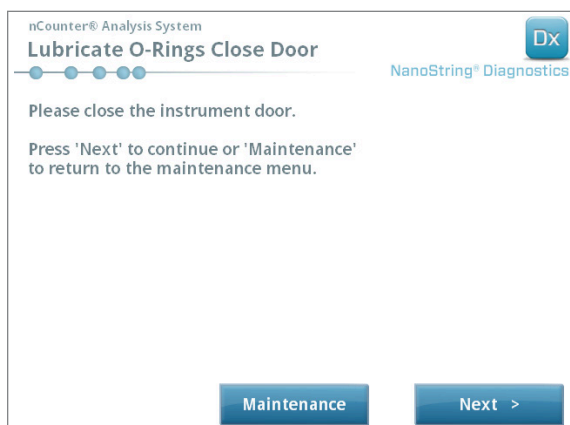 nCounter® Analysis System
Lubricate O-Rings Close Door
Dx
NanoString® Diagnostics
Please close the instrument door.
Press 'Next' to continue or 'Maintenance'
to return to the maintenance menu.
Maintenance
Next >